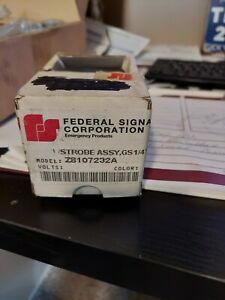 FEDERAL SIGNA
CORPORATION
Emergency Products
STROBE ASSY,GS1/4
MODEL: Z8107232A
VOLTS: COLOR: